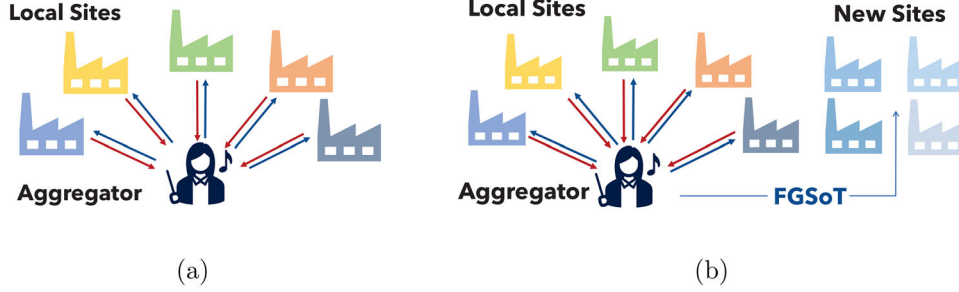 Local Sites
Aggregator
(a)
Local Sites
New Sites
Aggregator
FGSoT
(b)